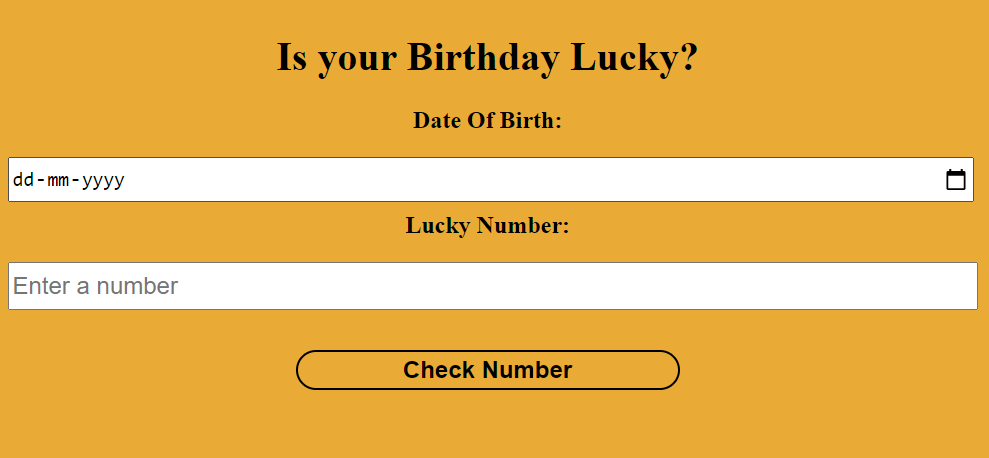 Is your Birthday Lucky?
Date Of Birth:
dd-mm-yyyy
Lucky Number:
Enter a number
Check Number